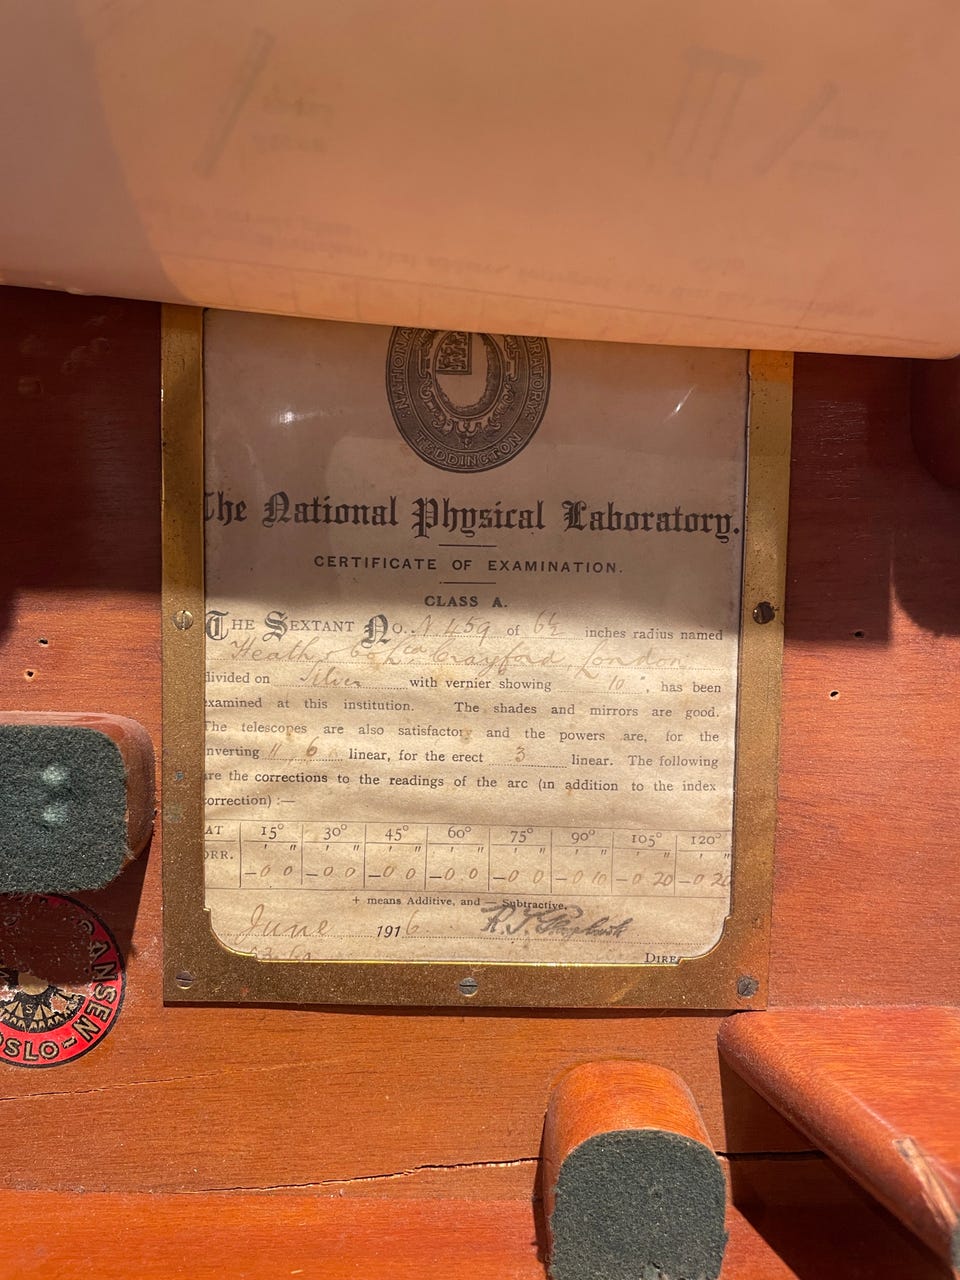 NATIONAL
TEDDINGTON
The National Physical Laboratory.
CERTIFICATE OF EXAMINATION.
CLASS A.
THE SEXTANT NO. N 459 of 6½ inches radius named
Heath & Co Ltd Crayford, London
divided on Silver with vernier showing 10 ", has been
examined at this institution. The shades and mirrors are good.
The telescopes are also satisfactory and the powers are, for the
nverting 11 6 linear, for the erect 3 linear. The following
are the corrections to the readings of the arc (in addition to the index
correction) :—
AT 15° 30° 45° 60° 75° 90° 105° 120°
ORR. ' " ' " ' " ' " ' " ' " ' " ' "
–0 0 –0 0 –0 0 –0 0 –0 0 –0 10 –0 20 –0 20
+ means Additive, and — Subtractive.
June 1916
DIRE
ANSEN
OSLO